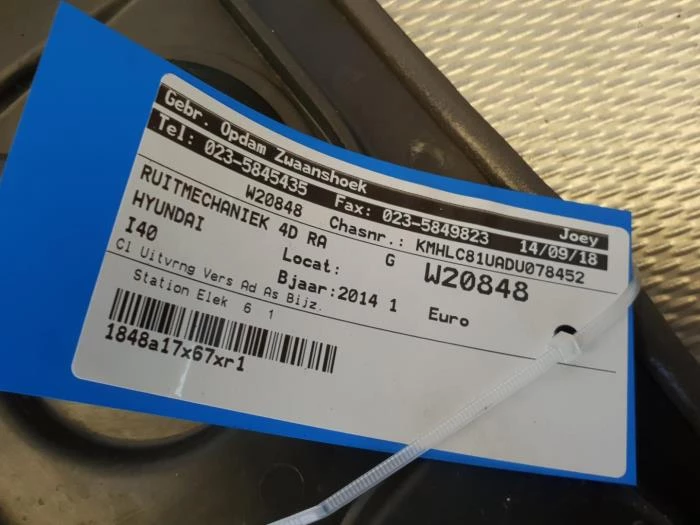 Gebr. Opdam Zwaanshoek Joey
Tel: 023-5845435 Fax: 023-5849823 14/09/18
W20848 Chasnr.: KMHLC81UADU078452
RUITMECHANIEK 4D RA G W20848
HYUNDAI Locat:
I40 Bjaar:2014 1 Euro
Cl Uitvrng Vers Ad As Bijz.
Station Elek 6 1
1848a17x67xr1